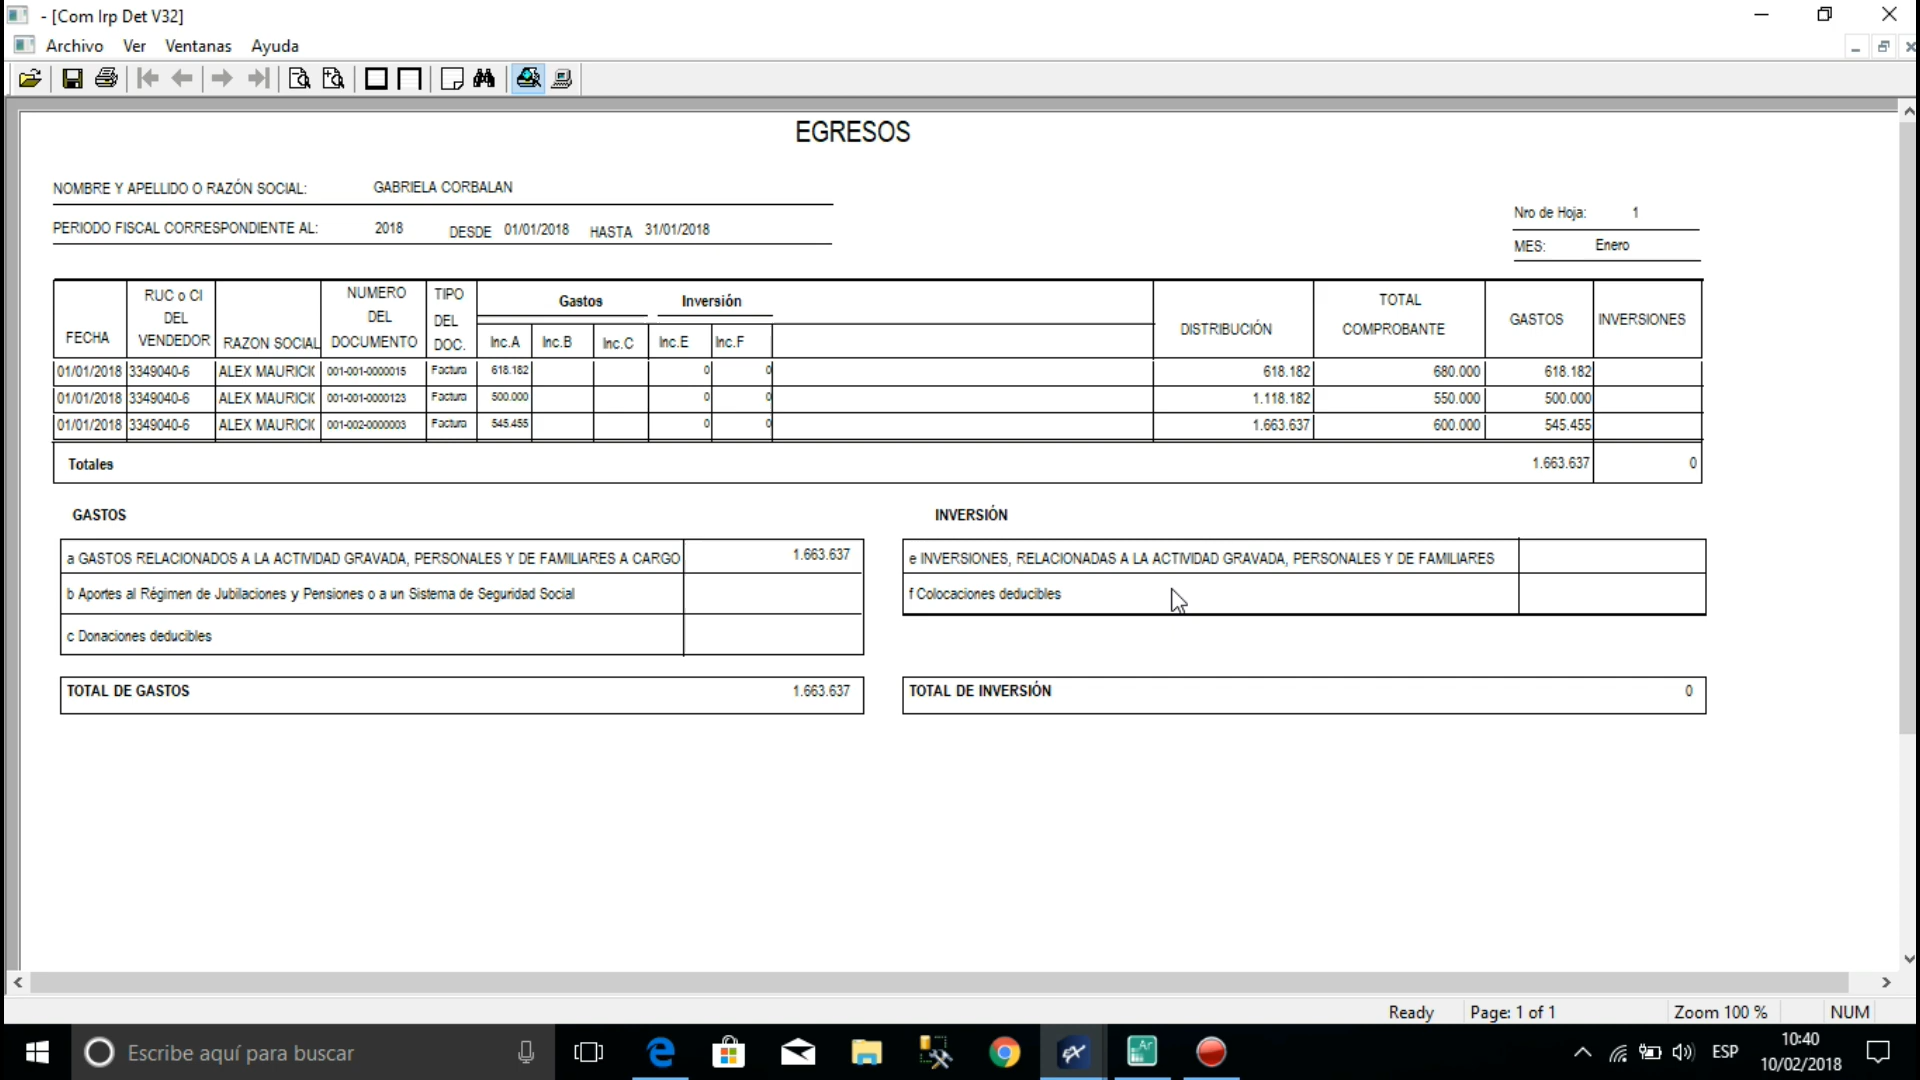 - [Com Irp Det V32]
Archivo Ver Ventanas Ayuda
EGRESOS
NOMBRE Y APELLIDO O RAZÓN SOCIAL: GABRIELA CORBALAN
PERIODO FISCAL CORRESPONDIENTE AL: 2018 DESDE 01/01/2018 HASTA 31/01/2018
Nro de Hoja: 1
MES: Enero
FECHA RUC o CI DEL VENDEDOR RAZON SOCIAL NUMERO DEL DOCUMENTO TIPO DEL DOC. Gastos Inversión DISTRIBUCIÓN TOTAL COMPROBANTE GASTOS INVERSIONES
Inc.A Inc.B Inc.C Inc.E Inc.F
01/01/2018 3349040-6 ALEX MAURICIO 001-001-0000015 Factura 618.182 0 0 618.182 680.000 618.182
01/01/2018 3349040-6 ALEX MAURICIO 001-001-0000123 Factura 500.000 0 0 1.118.182 550.000 500.000
01/01/2018 3349040-6 ALEX MAURICIO 001-002-0000003 Factura 545.455 0 0 1.663.637 600.000 545.455
Totales 1.663.637 0
GASTOS
a GASTOS RELACIONADOS A LA ACTIVIDAD GRAVADA, PERSONALES Y DE FAMILIARES A CARGO 1.663.637
b Aportes al Régimen de Jubilaciones y Pensiones o a un Sistema de Seguridad Social
c Donaciones deducibles
TOTAL DE GASTOS 1.663.637
INVERSIÓN
e INVERSIONES, RELACIONADAS A LA ACTIVIDAD GRAVADA, PERSONALES Y DE FAMILIARES
f Colocaciones deducibles
TOTAL DE INVERSIÓN 0
Ready Page: 1 of 1 Zoom 100 % NUM
Escribe aquí para buscar
ESP
10:40
10/02/2018